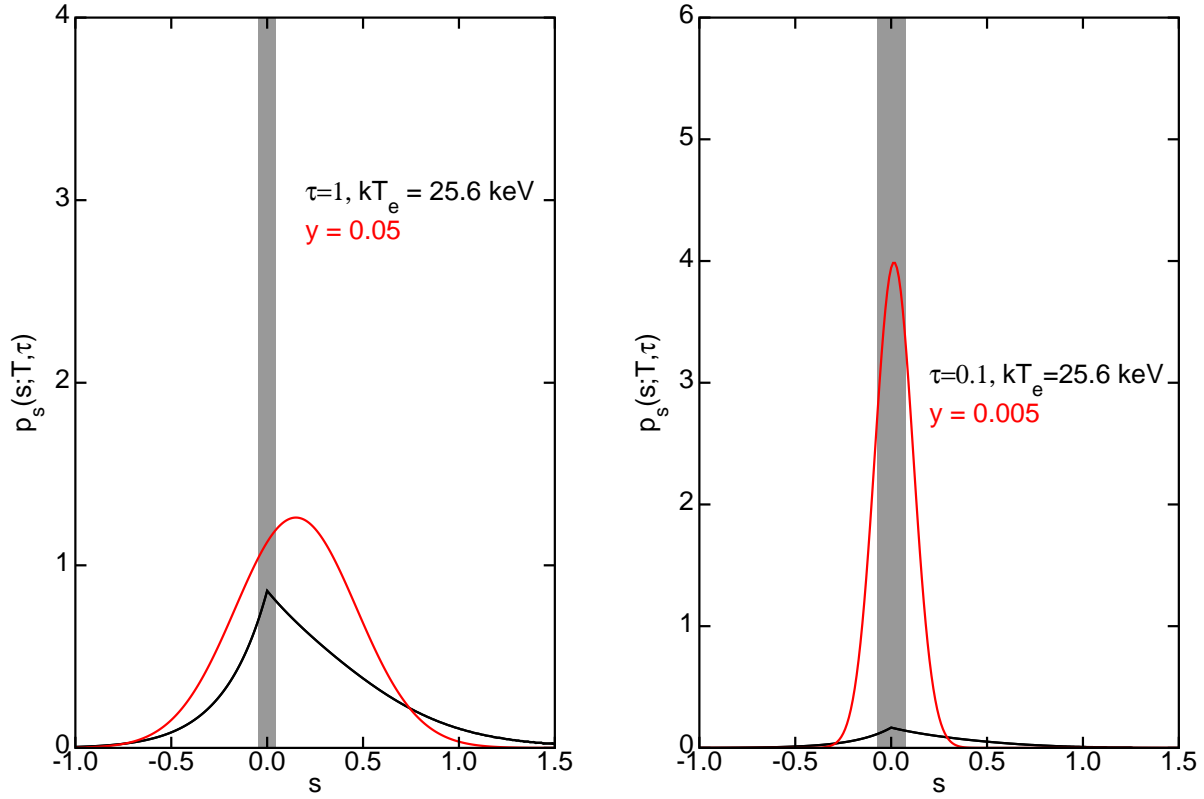 4
3
2
1
0
-1.0 -0.5 0.0 0.5 1.0 1.5
s
p_s(s;T,τ)
τ=1, kT_e = 25.6 keV
y = 0.05
6
5
4
3
2
1
0
-1.0 -0.5 0.0 0.5 1.0 1.5
s
p_s(s;T,τ)
τ=0.1, kT_e=25.6 keV
y = 0.005